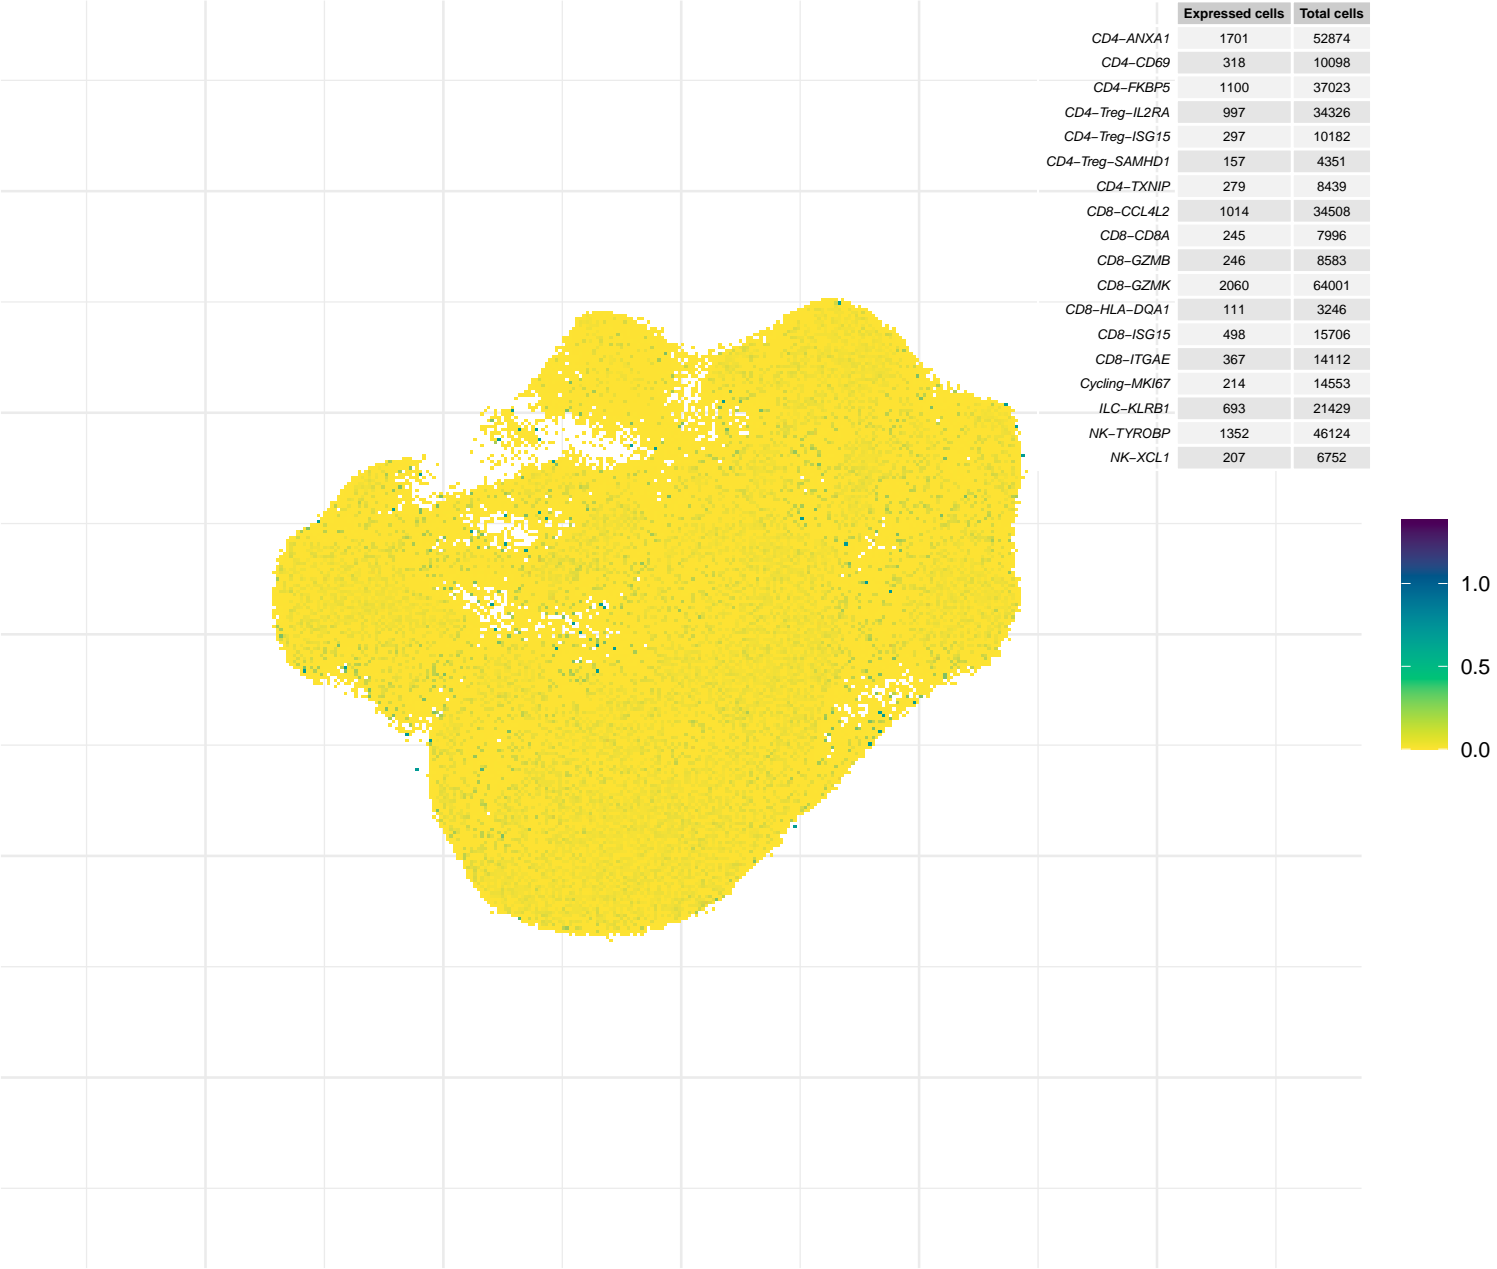 Expressed cells Total cells
CD4−ANXA1 1701 52874
CD4−CD69 318 10098
CD4−FKBP5 1100 37023
CD4−Treg−IL2RA 997 34326
CD4−Treg−ISG15 297 10182
CD4−Treg−SAMHD1 157 4351
CD4−TXNIP 279 8439
CD8−CCL4L2 1014 34508
CD8−CD8A 245 7996
CD8−GZMB 246 8583
CD8−GZMK 2060 64001
CD8−HLA−DQA1 111 3246
CD8−ISG15 498 15706
CD8−ITGAE 367 14112
Cycling−MKI67 214 14553
ILC−KLRB1 693 21429
NK−TYROBP 1352 46124
NK−XCL1 207 6752
1.0
0.5
0.0